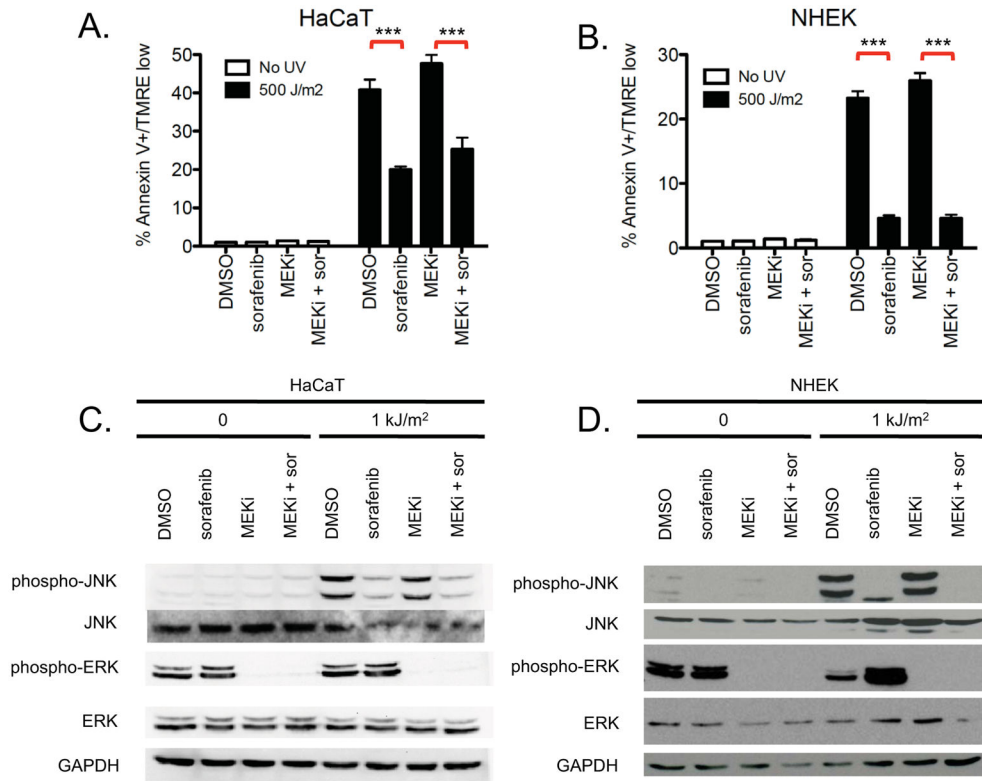 A.
HaCaT
% Annexin V+/TMRE low
50
40
30
20
10
0
No UV
500 J/m2
***
***
DMSO
sorafenib
MEKi
MEKi + sor
DMSO
sorafenib
MEKi
MEKi + sor
B.
NHEK
% Annexin V+/TMRE low
30
20
10
0
No UV
500 J/m2
***
***
DMSO
sorafenib
MEKi
MEKi + sor
DMSO
sorafenib
MEKi
MEKi + sor
C.
HaCaT
0
1 kJ/m²
DMSO
sorafenib
MEKi
MEKi + sor
DMSO
sorafenib
MEKi
MEKi + sor
phospho-JNK
JNK
phospho-ERK
ERK
GAPDH
D.
NHEK
0
1 kJ/m²
DMSO
sorafenib
MEKi
MEKi + sor
DMSO
sorafenib
MEKi
MEKi + sor
phospho-JNK
JNK
phospho-ERK
ERK
GAPDH